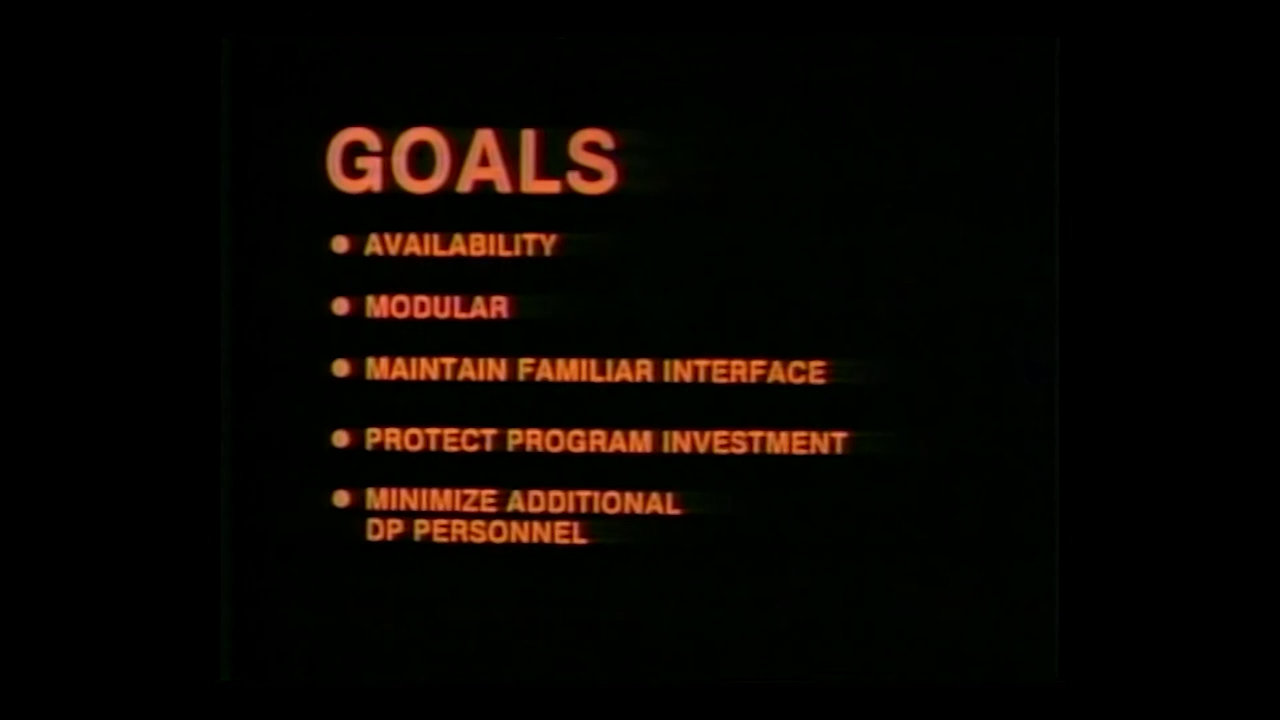 GOALS
● AVAILABILITY
● MODULAR
● MAINTAIN FAMILIAR INTERFACE
● PROTECT PROGRAM INVESTMENT
● MINIMIZE ADDITIONAL
DP PERSONNEL